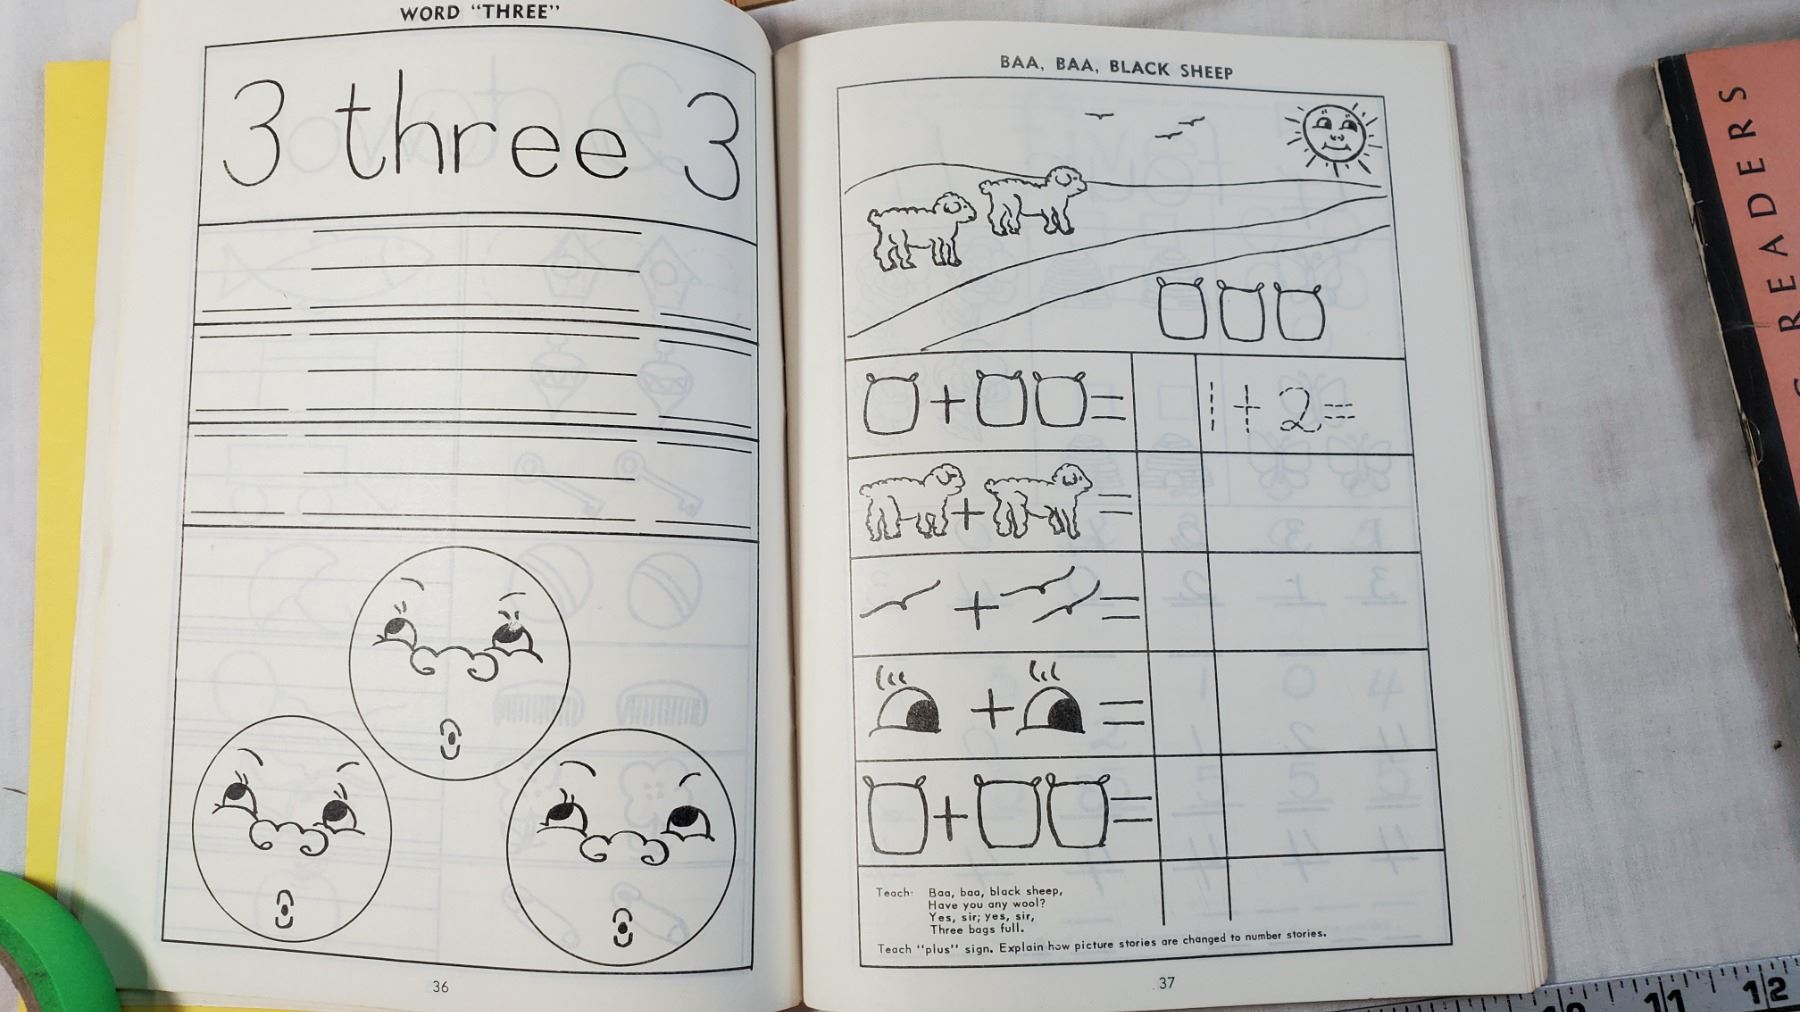 WORD "THREE"
3 three 3
36
BAA, BAA, BLACK SHEEP
+ =
1 + 2 =
+ =
+ =
+ =
+ =
Teach: Baa, baa, black sheep,
Have you any wool?
Yes, sir; yes, sir,
Three bags full.
Teach "plus" sign. Explain how picture stories are changed to number stories.
37
READERS
11 12